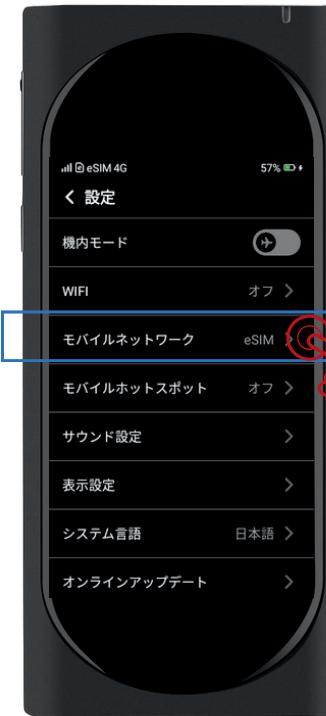 eSIM 4G 57%
設定
機内モード
WIFI オフ
モバイルネットワーク eSIM
モバイルホットスポット オフ
サウンド設定
表示設定
システム言語 日本語
オンラインアップデート